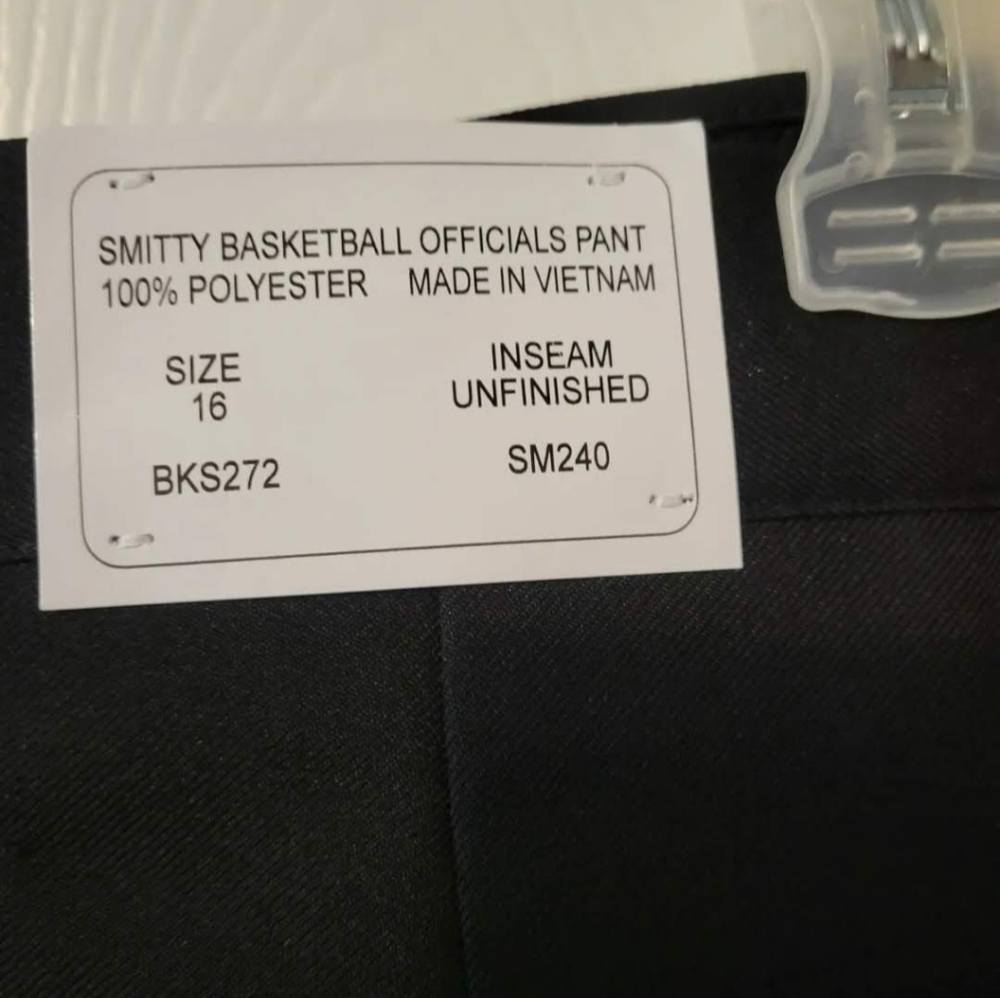 SMITTY BASKETBALL OFFICIALS PANT
100% POLYESTER MADE IN VIETNAM
SIZE INSEAM
16 UNFINISHED
BKS272 SM240